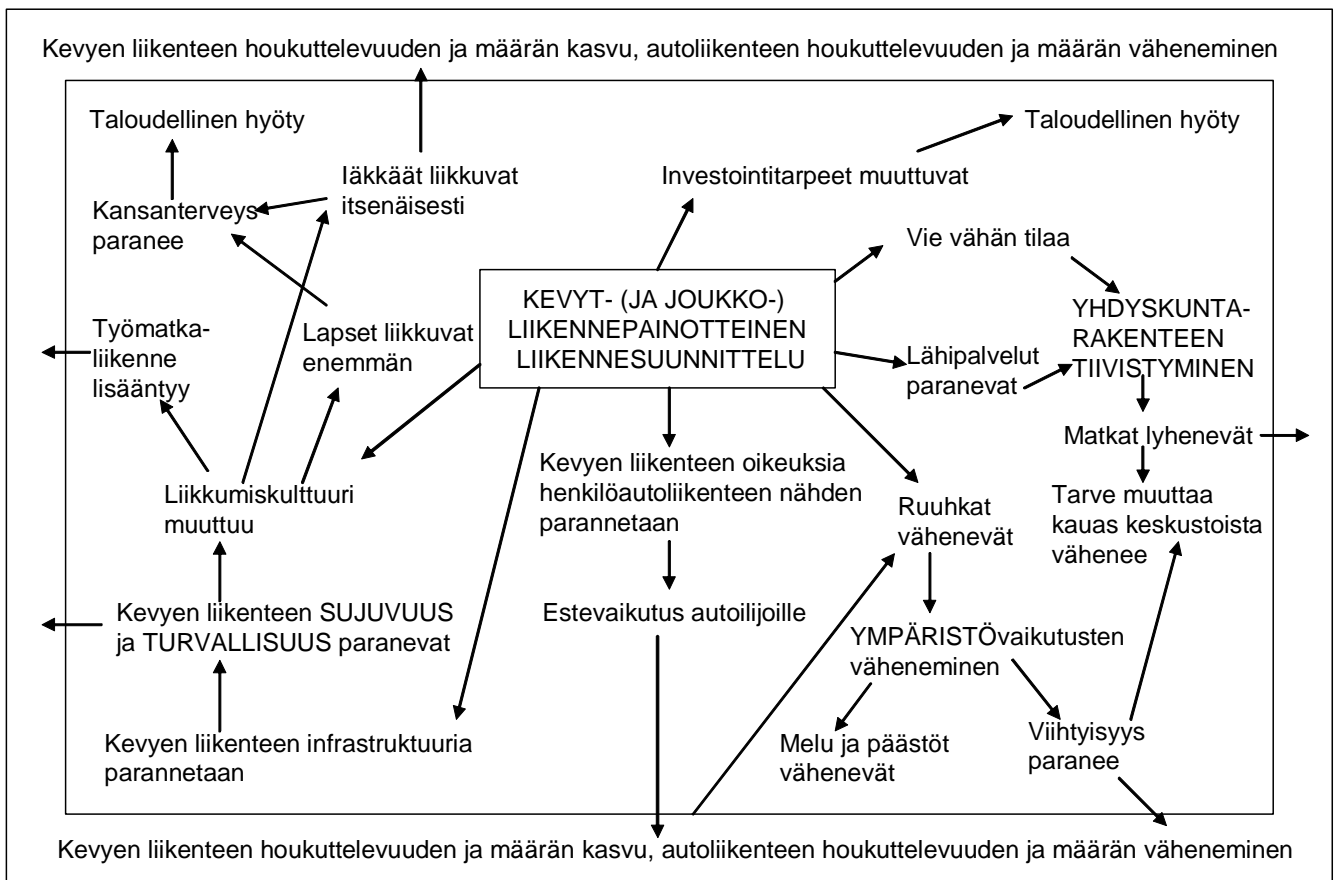 Kevyen liikenteen houkuttelevuuden ja määrän kasvu, autoliikenteen houkuttelevuuden ja määrän väheneminen
Taloudellinen hyöty
Taloudellinen hyöty
Iäkkäät liikkuvat
itsenäisesti
Investointitarpeet muuttuvat
Kansanterveys
paranee
Vie vähän tilaa
KEVYT- (JA JOUKKO-)
LIIKENNEPAINOTTEINEN
LIIKENNESUUNNITTELU
YHDYSKUNTA-
RAKENTEEN
TIIVISTYMINEN
Työmatka-
liikenne
lisääntyy
Lapset liikkuvat
enemmän
Lähipalvelut
paranevat
Matkat lyhenevät
Kevyen liikenteen oikeuksia
henkilöautoliikenteen nähden
parannetaan
Liikkumiskulttuuri
muuttuu
Ruuhkat
vähenevät
Tarve muuttaa
kauas keskustoista
vähenee
Kevyen liikenteen SUJUVUUS
ja TURVALLISUUS paranevat
Estevaikutus autoilijoille
YMPÄRISTÖvaikutusten
väheneminen
Kevyen liikenteen infrastruktuuria
parannetaan
Melu ja päästöt
vähenevät
Viihtyisyys
paranee
Kevyen liikenteen houkuttelevuuden ja määrän kasvu, autoliikenteen houkuttelevuuden ja määrän väheneminen